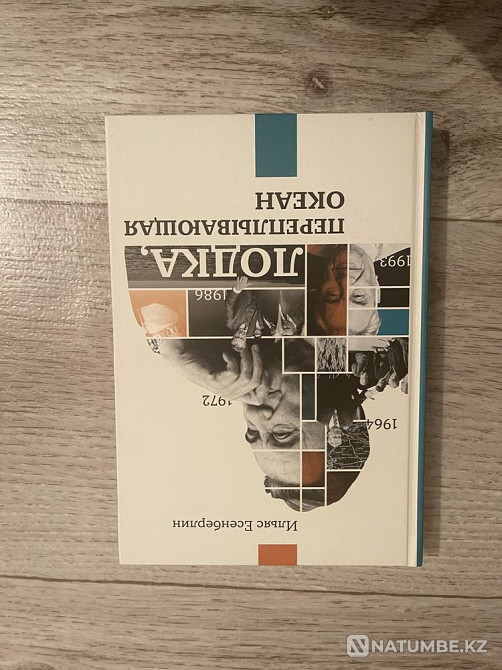 Ильяс Есенберлин
1964
1972
1986
1993
ЛОДКА,
ПЕРЕПЛЫВАЮЩАЯ
ОКЕАН
NATUMBE.KZ